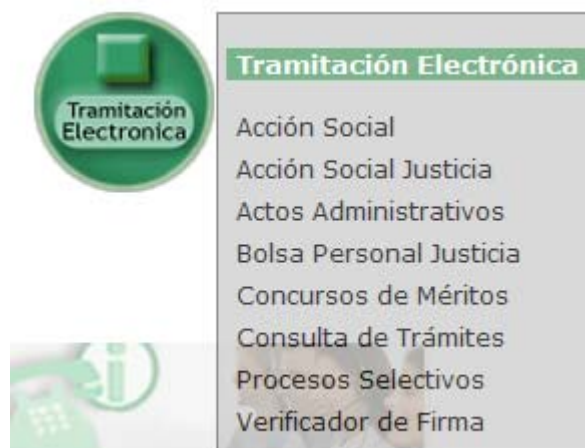 Tramitación
Electronica
Tramitación Electrónica
Acción Social
Acción Social Justicia
Actos Administrativos
Bolsa Personal Justicia
Concursos de Méritos
Consulta de Trámites
Procesos Selectivos
Verificador de Firma